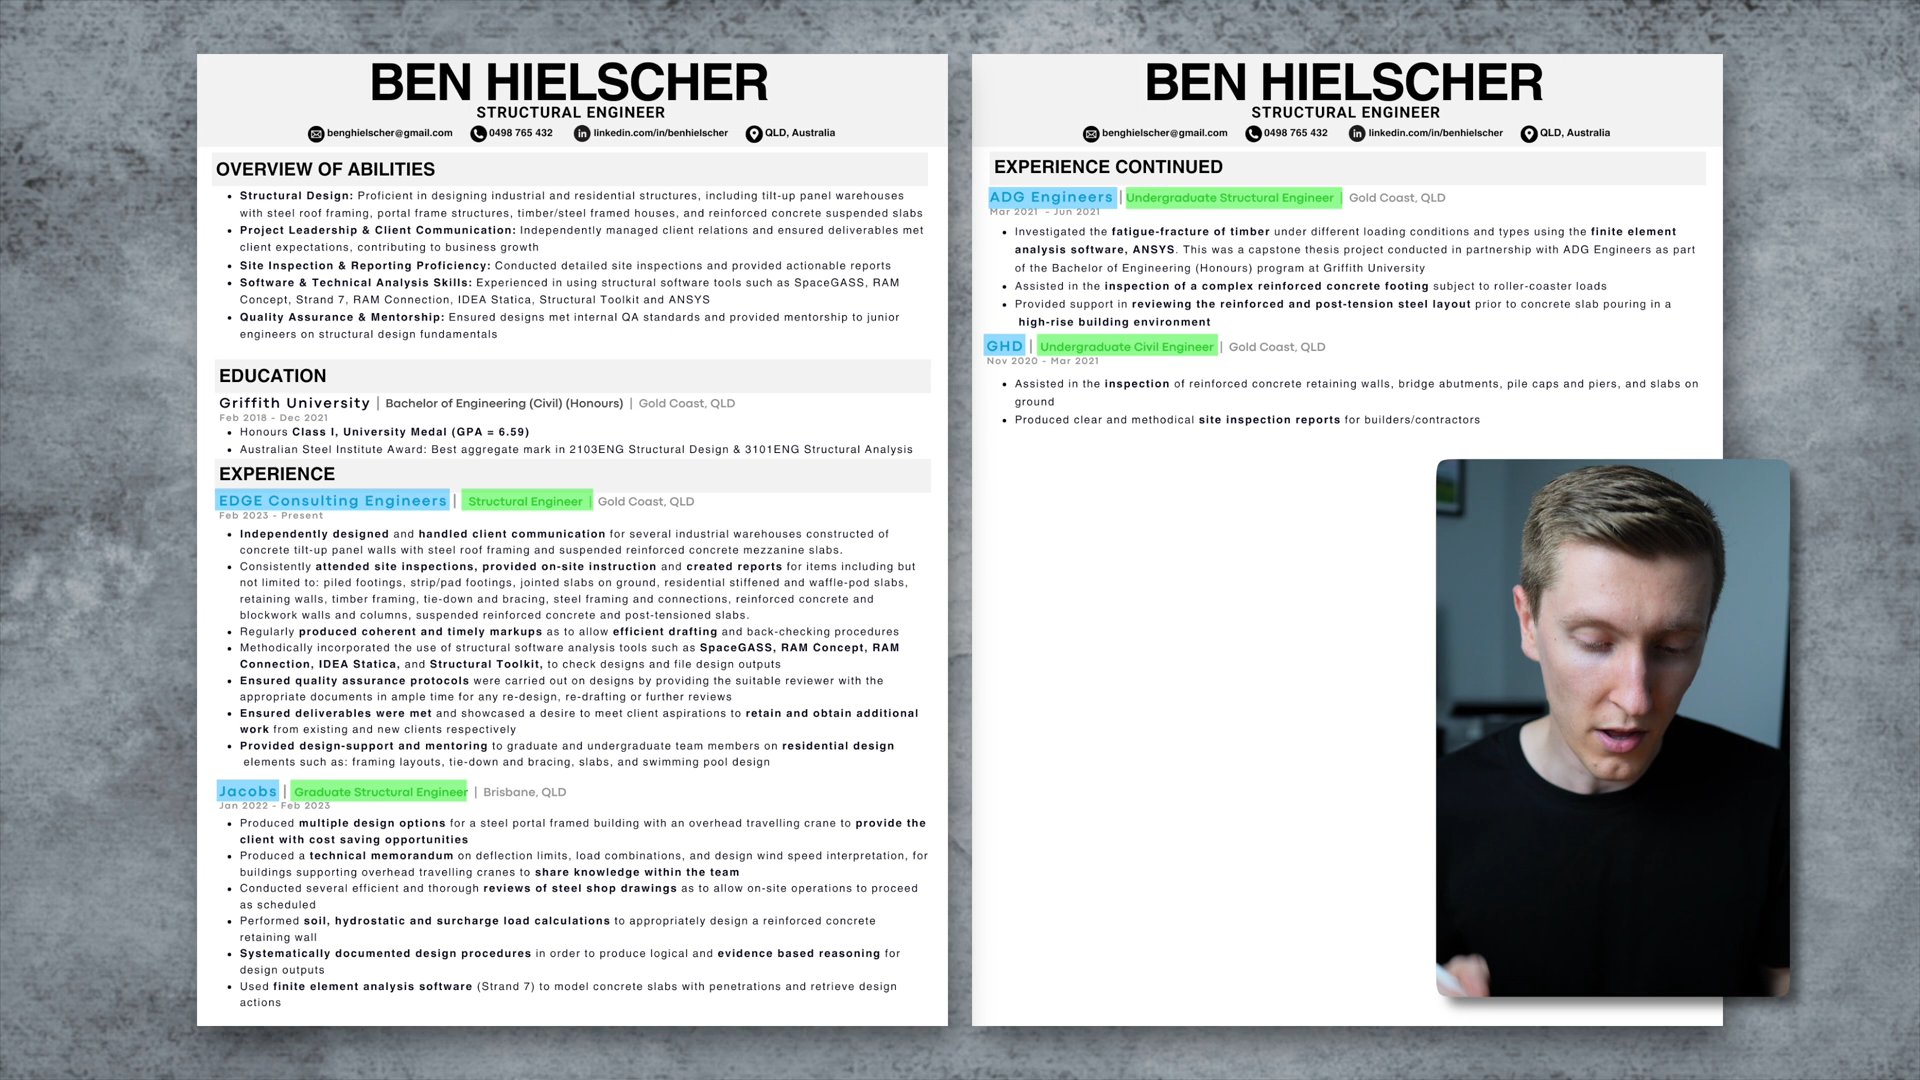 BEN HIELSCHER
STRUCTURAL ENGINEER
benghielscher@gmail.com 0498 765 432 linkedin.com/in/benhielscher QLD, Australia
OVERVIEW OF ABILITIES
• Structural Design: Proficient in designing industrial and residential structures, including tilt-up panel warehouses
with steel roof framing, portal frame structures, timber/steel framed houses, and reinforced concrete suspended slabs
• Project Leadership & Client Communication: Independently managed client relations and ensured deliverables met
client expectations, contributing to business growth
• Site Inspection & Reporting Proficiency: Conducted detailed site inspections and provided actionable reports
• Software & Technical Analysis Skills: Experienced in using structural software tools such as SpaceGASS, RAM
Concept, Strand 7, RAM Connection, IDEA Statica, Structural Toolkit and ANSYS
• Quality Assurance & Mentorship: Ensured designs met internal QA standards and provided mentorship to junior
engineers on structural design fundamentals
EDUCATION
Griffith University | Bachelor of Engineering (Civil) (Honours) | Gold Coast, QLD
Feb 2018 - Dec 2021
• Honours Class I, University Medal (GPA = 6.59)
• Australian Steel Institute Award: Best aggregate mark in 2103ENG Structural Design & 3101ENG Structural Analysis
EXPERIENCE
EDGE Consulting Engineers | Structural Engineer | Gold Coast, QLD
Feb 2023 - Present
• Independently designed and handled client communication for several industrial warehouses constructed of
concrete tilt-up panel walls with steel roof framing and suspended reinforced concrete mezzanine slabs.
• Consistently attended site inspections, provided on-site instruction and created reports for items including but
not limited to: piled footings, strip/pad footings, jointed slabs on ground, residential stiffened and waffle-pod slabs,
retaining walls, timber framing, tie-down and bracing, steel framing and connections, reinforced concrete and
blockwork walls and columns, suspended reinforced concrete and post-tensioned slabs.
• Regularly produced coherent and timely markups as to allow efficient drafting and back-checking procedures
• Methodically incorporated the use of structural software analysis tools such as SpaceGASS, RAM Concept, RAM
Connection, IDEA Statica, and Structural Toolkit, to check designs and file design outputs
• Ensured quality assurance protocols were carried out on designs by providing the suitable reviewer with the
appropriate documents in ample time for any re-design, re-drafting or further reviews
• Ensured deliverables were met and showcased a desire to meet client aspirations to retain and obtain additional
work from existing and new clients respectively
• Provided design-support and mentoring to graduate and undergraduate team members on residential design
elements such as: framing layouts, tie-down and bracing, slabs, and swimming pool design
Jacobs | Graduate Structural Engineer | Brisbane, QLD
Jan 2022 - Feb 2023
• Produced multiple design options for a steel portal framed building with an overhead travelling crane to provide the
client with cost saving opportunities
• Produced a technical memorandum on deflection limits, load combinations, and design wind speed interpretation, for
buildings supporting overhead travelling cranes to share knowledge within the team
• Conducted several efficient and thorough reviews of steel shop drawings as to allow on-site operations to proceed
as scheduled
• Performed soil, hydrostatic and surcharge load calculations to appropriately design a reinforced concrete
retaining wall
• Systematically documented design procedures in order to produce logical and evidence based reasoning for
design outputs
• Used finite element analysis software (Strand 7) to model concrete slabs with penetrations and retrieve design
actions
BEN HIELSCHER
STRUCTURAL ENGINEER
benghielscher@gmail.com 0498 765 432 linkedin.com/in/benhielscher QLD, Australia
EXPERIENCE CONTINUED
ADG Engineers | Undergraduate Structural Engineer | Gold Coast, QLD
Mar 2021 - Jun 2021
• Investigated the fatigue-fracture of timber under different loading conditions and types using the finite element
analysis software, ANSYS. This was a capstone thesis project conducted in partnership with ADG Engineers as part
of the Bachelor of Engineering (Honours) program at Griffith University
• Assisted in the inspection of a complex reinforced concrete footing subject to roller-coaster loads
• Provided support in reviewing the reinforced and post-tension steel layout prior to concrete slab pouring in a
high-rise building environment
GHD | Undergraduate Civil Engineer | Gold Coast, QLD
Nov 2020 - Mar 2021
• Assisted in the inspection of reinforced concrete retaining walls, bridge abutments, pile caps and piers, and slabs on
ground
• Produced clear and methodical site inspection reports for builders/contractors